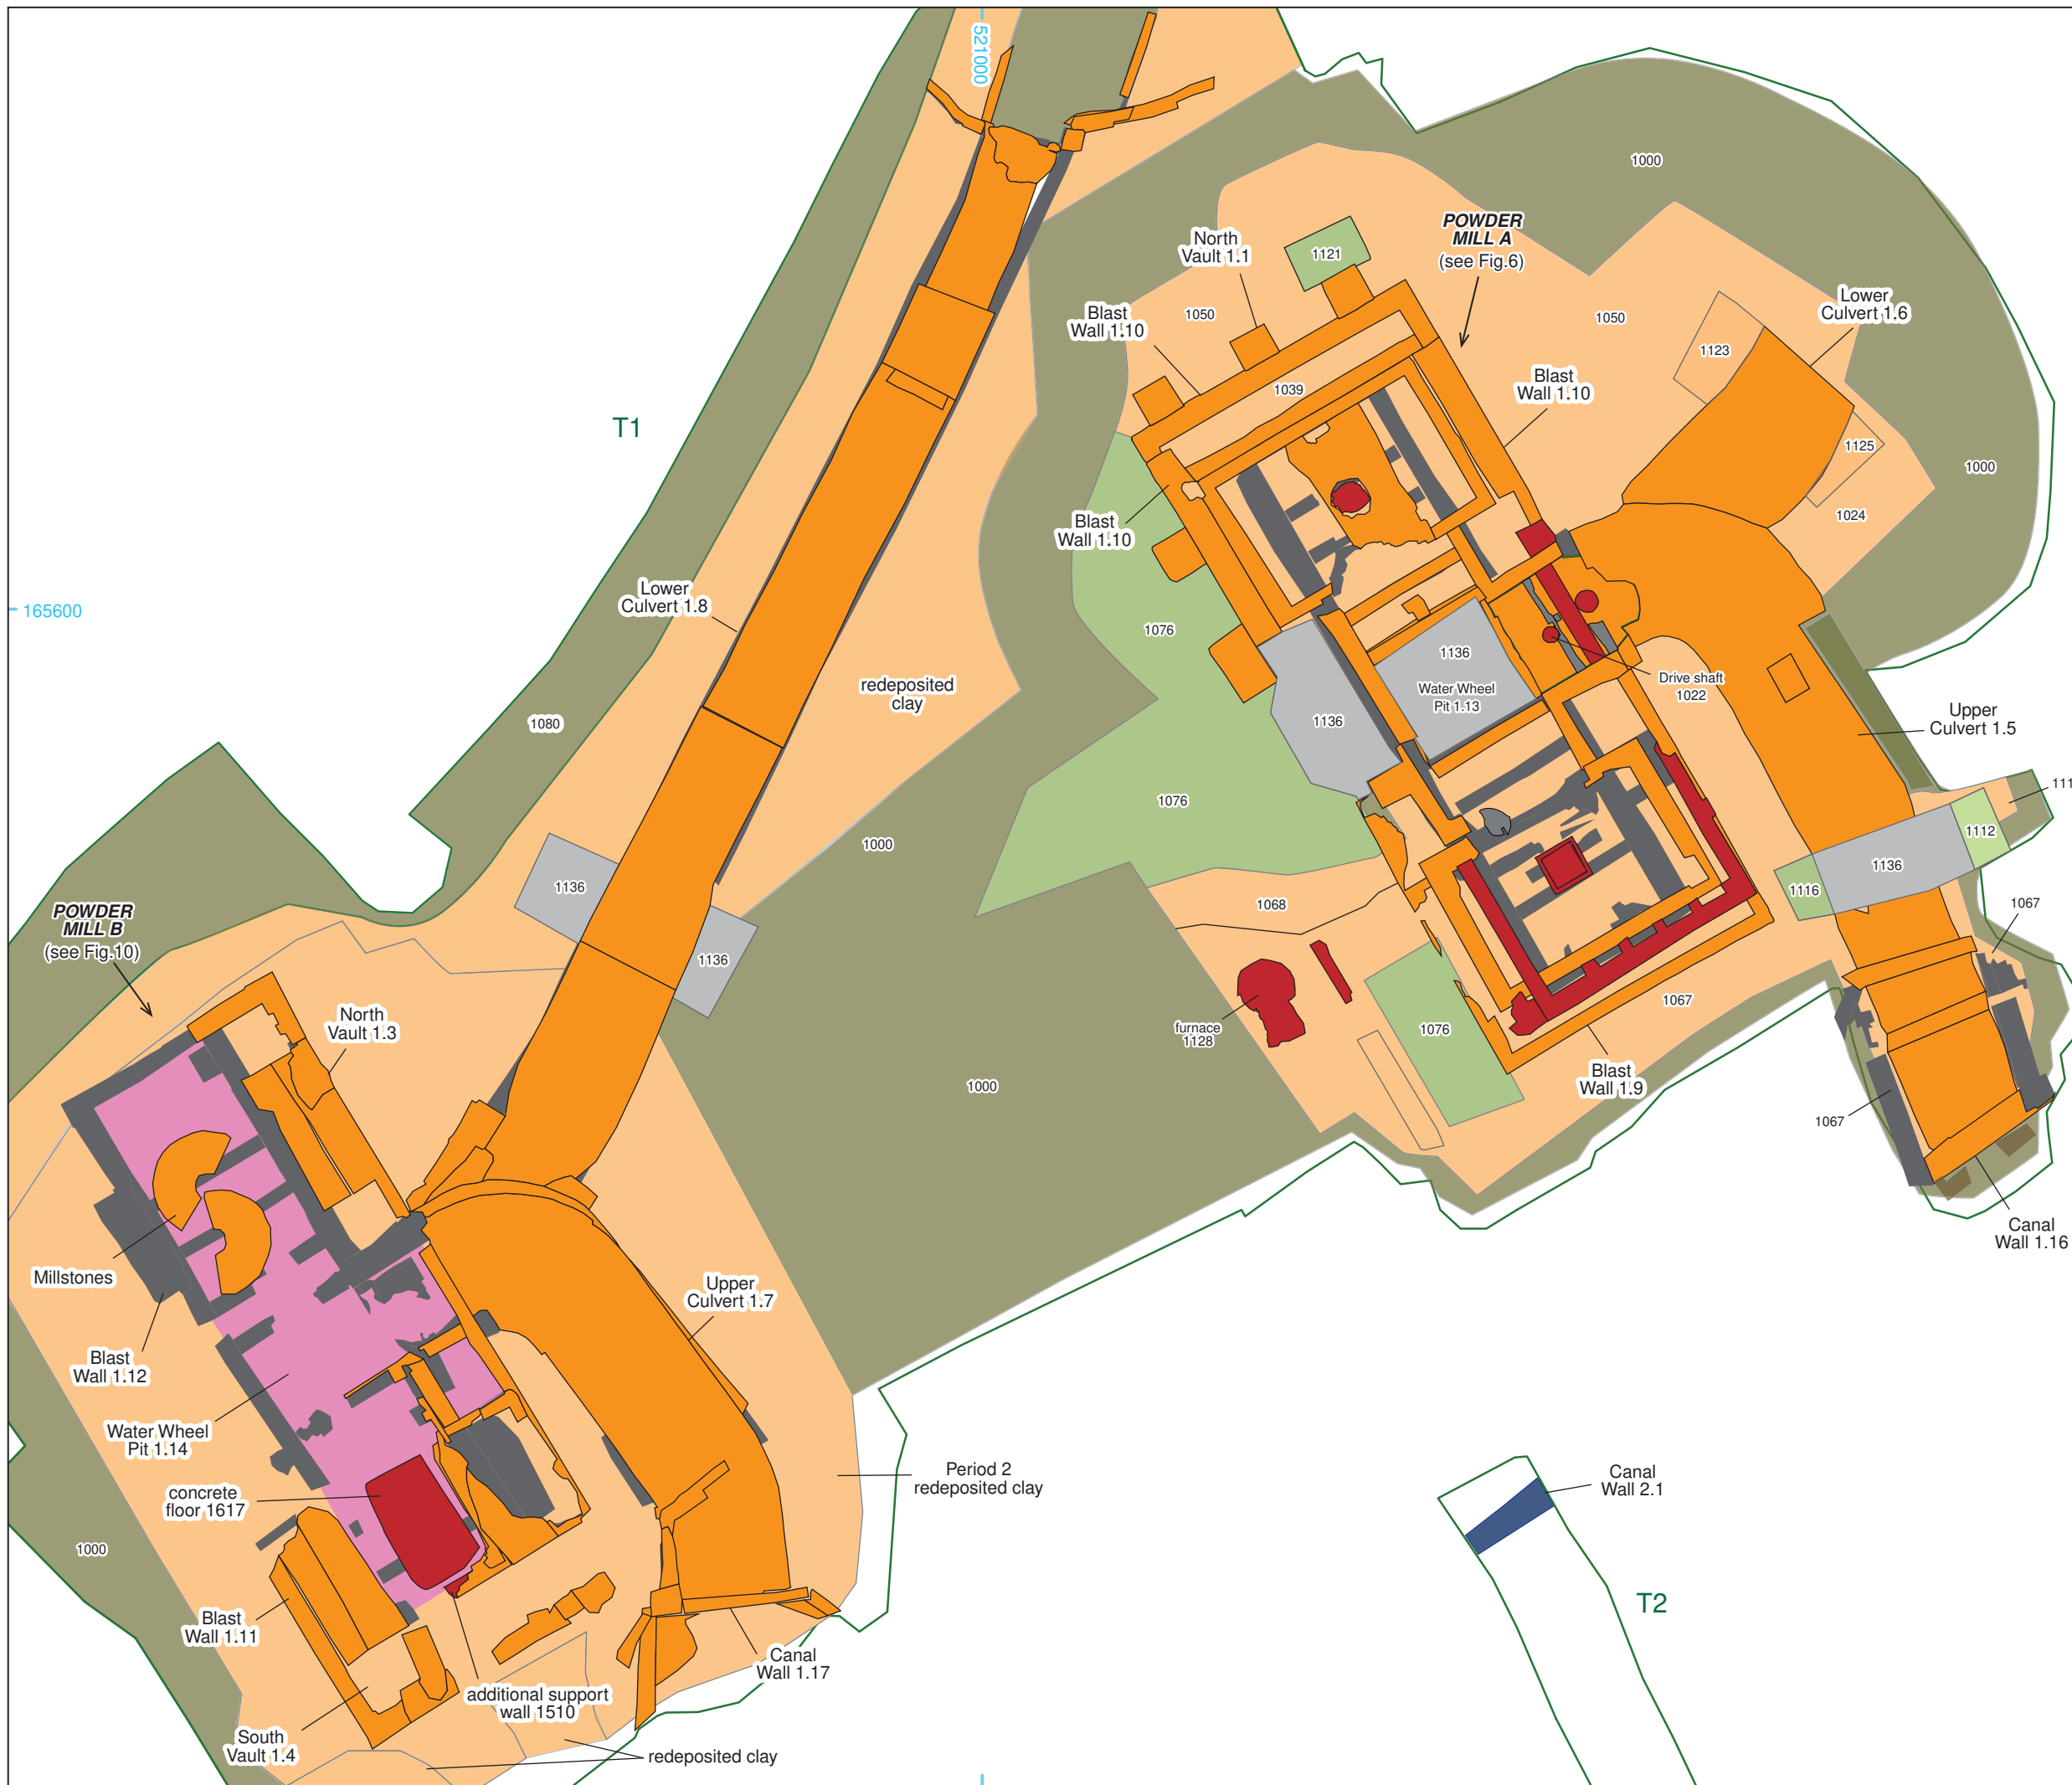 521000
165600
T1
1000
POWDER
MILL A
(see Fig.6)
North
Vault 1.1
1121
1050
Blast
Wall 1.10
1039
1050
Lower
Culvert 1.6
1123
Blast
Wall 1.10
1125
1000
1024
Blast
Wall 1.10
Lower
Culvert 1.8
1076
1136
Water Wheel
Pit 1.13
Drive shaft
1022
redeposited
clay
1080
1136
Upper
Culvert 1.5
111
1112
1076
1000
1136
1116
1136
1136
1068
1067
POWDER
MILL B
(see Fig.10)
North
Vault 1.3
furnace
1128
1076
1067
Blast
Wall 1.9
1000
1067
Canal
Wall 1.16
Millstones
Upper
Culvert 1.7
Blast
Wall 1.12
Water Wheel
Pit 1.14
concrete
floor 1617
Period 2
redeposited clay
Canal
Wall 2.1
1000
T2
Blast
Wall 1.11
Canal
Wall 1.17
additional support
wall 1510
South
Vault 1.4
redeposited clay